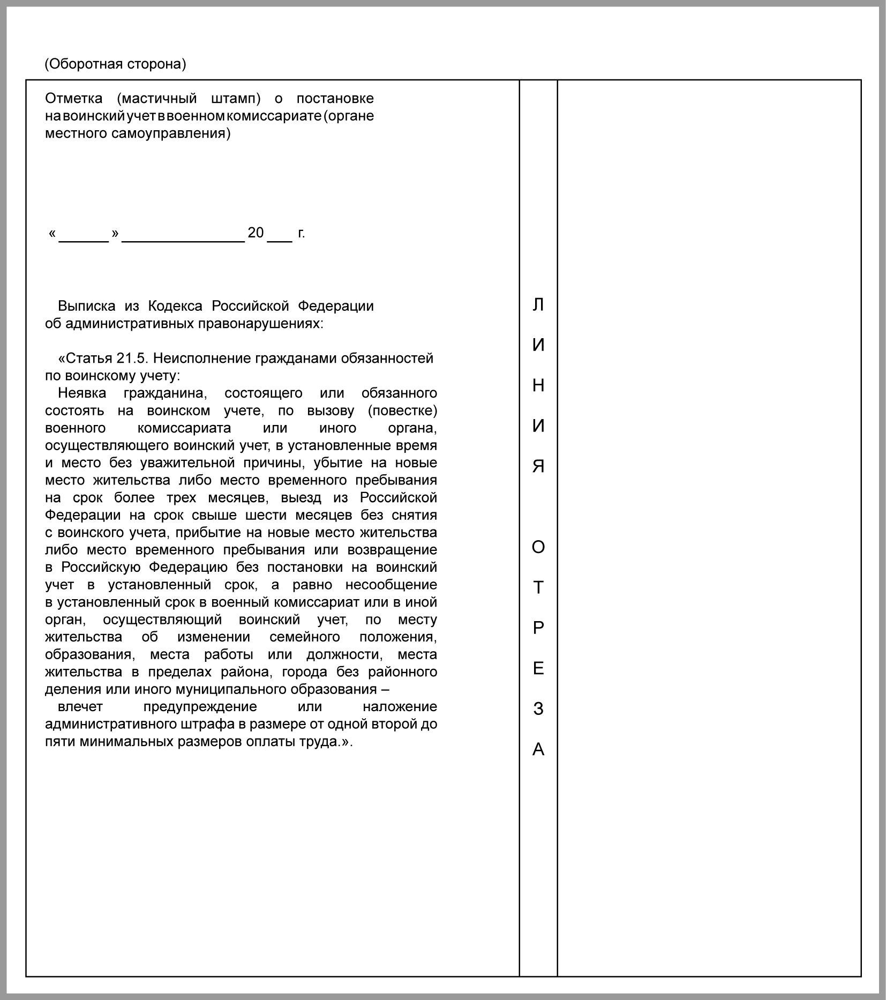 (Оборотная сторона)
Отметка (мастичный штамп) о постановке
на воинский учет в военном комиссариате (органе
местного самоуправления)
« ______ » _______________ 20 ___ г.
Выписка из Кодекса Российской Федерации
об административных правонарушениях:
«Статья 21.5. Неисполнение гражданами обязанностей
по воинскому учету:
Неявка гражданина, состоящего или обязанного
состоять на воинском учете, по вызову (повестке)
военного комиссариата или иного органа,
осуществляющего воинский учет, в установленные время
и место без уважительной причины, убытие на новые
место жительства либо место временного пребывания
на срок более трех месяцев, выезд из Российской
Федерации на срок свыше шести месяцев без снятия
с воинского учета, прибытие на новые место жительства
либо место временного пребывания или возвращение
в Российскую Федерацию без постановки на воинский
учет в установленный срок, а равно несообщение
в установленный срок в военный комиссариат или в иной
орган, осуществляющий воинский учет, по месту
жительства об изменении семейного положения,
образования, места работы или должности, места
жительства в пределах района, города без районного
деления или иного муниципального образования –
влечет предупреждение или наложение
административного штрафа в размере от одной второй до
пяти минимальных размеров оплаты труда.».
ЛИНИЯ ОТРЕЗА